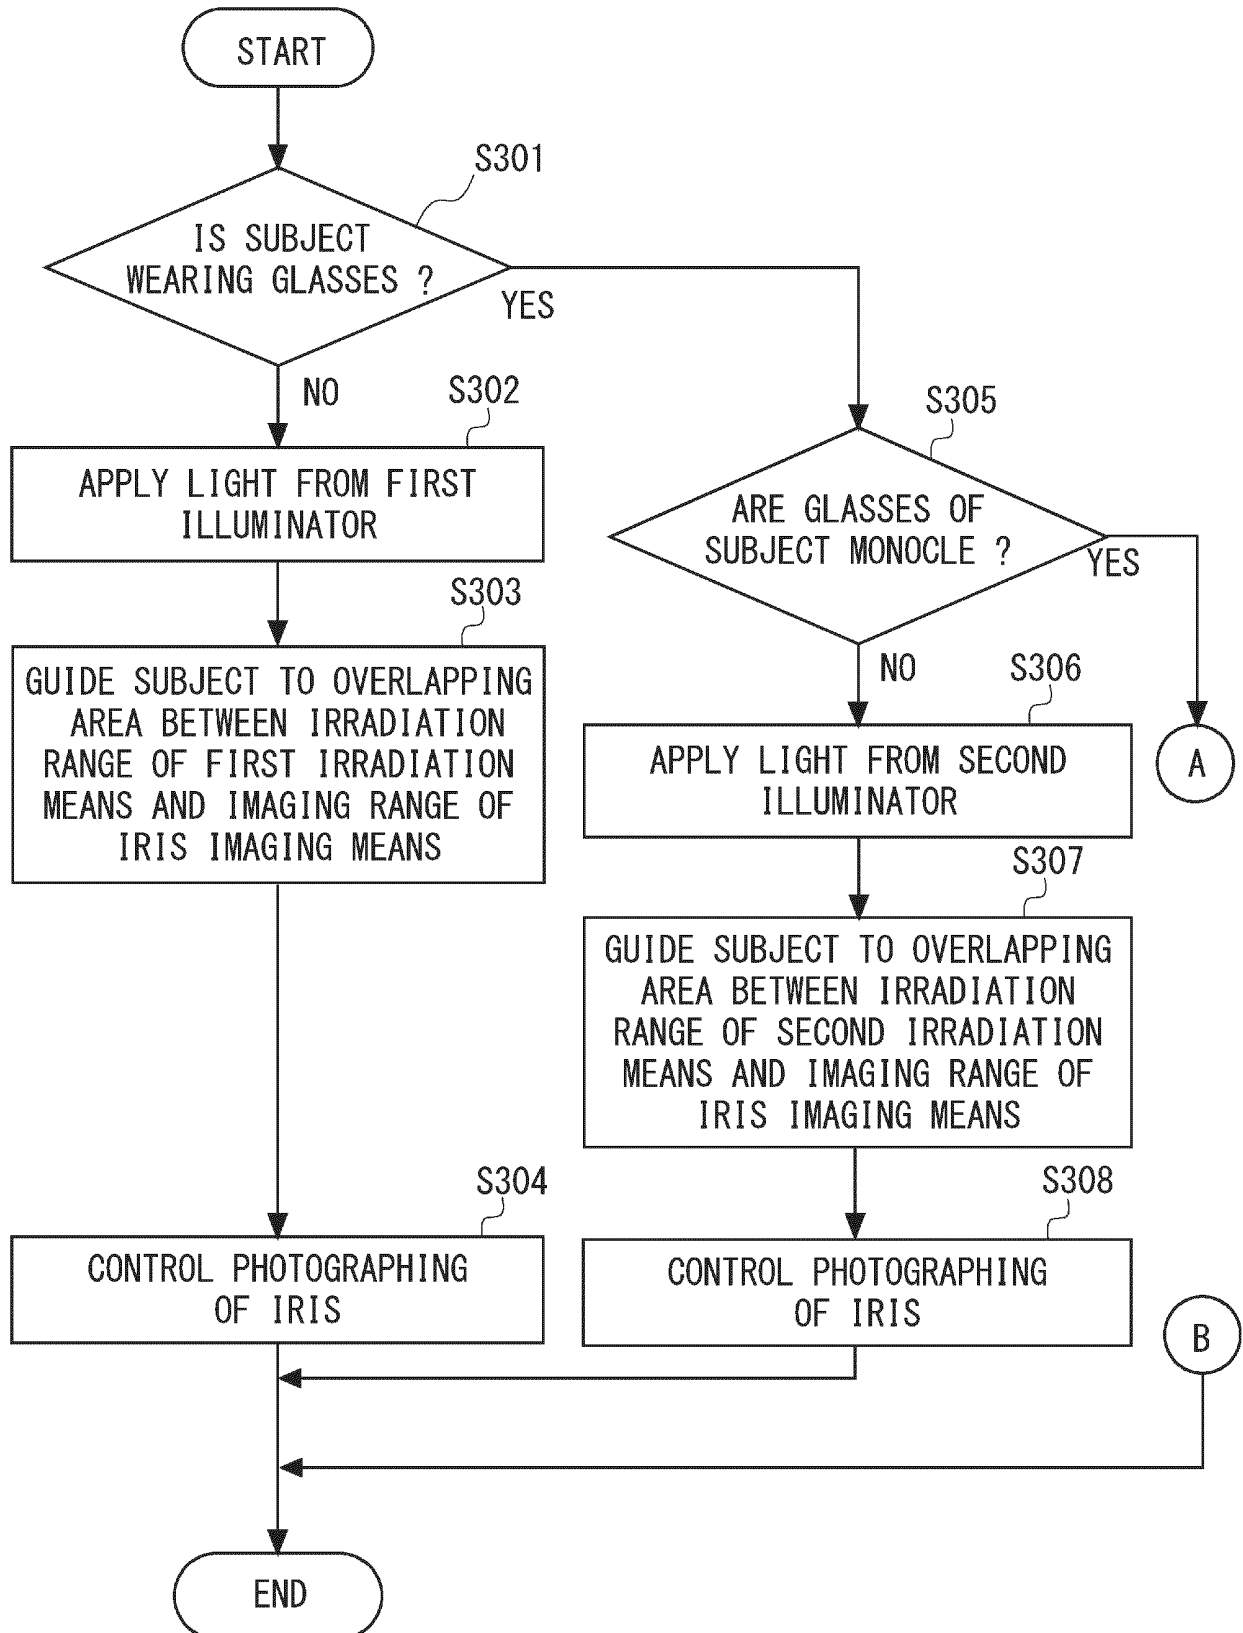 START
S301
IS SUBJECT
WEARING GLASSES ?
YES
NO
S302
APPLY LIGHT FROM FIRST
ILLUMINATOR
S303
GUIDE SUBJECT TO OVERLAPPING
AREA BETWEEN IRRADIATION
RANGE OF FIRST IRRADIATION
MEANS AND IMAGING RANGE OF
IRIS IMAGING MEANS
S304
CONTROL PHOTOGRAPHING
OF IRIS
S305
ARE GLASSES OF
SUBJECT MONOCLE ?
YES
NO
A
S306
APPLY LIGHT FROM SECOND
ILLUMINATOR
S307
GUIDE SUBJECT TO OVERLAPPING
AREA BETWEEN IRRADIATION
RANGE OF SECOND IRRADIATION
MEANS AND IMAGING RANGE OF
IRIS IMAGING MEANS
S308
CONTROL PHOTOGRAPHING
OF IRIS
B
END